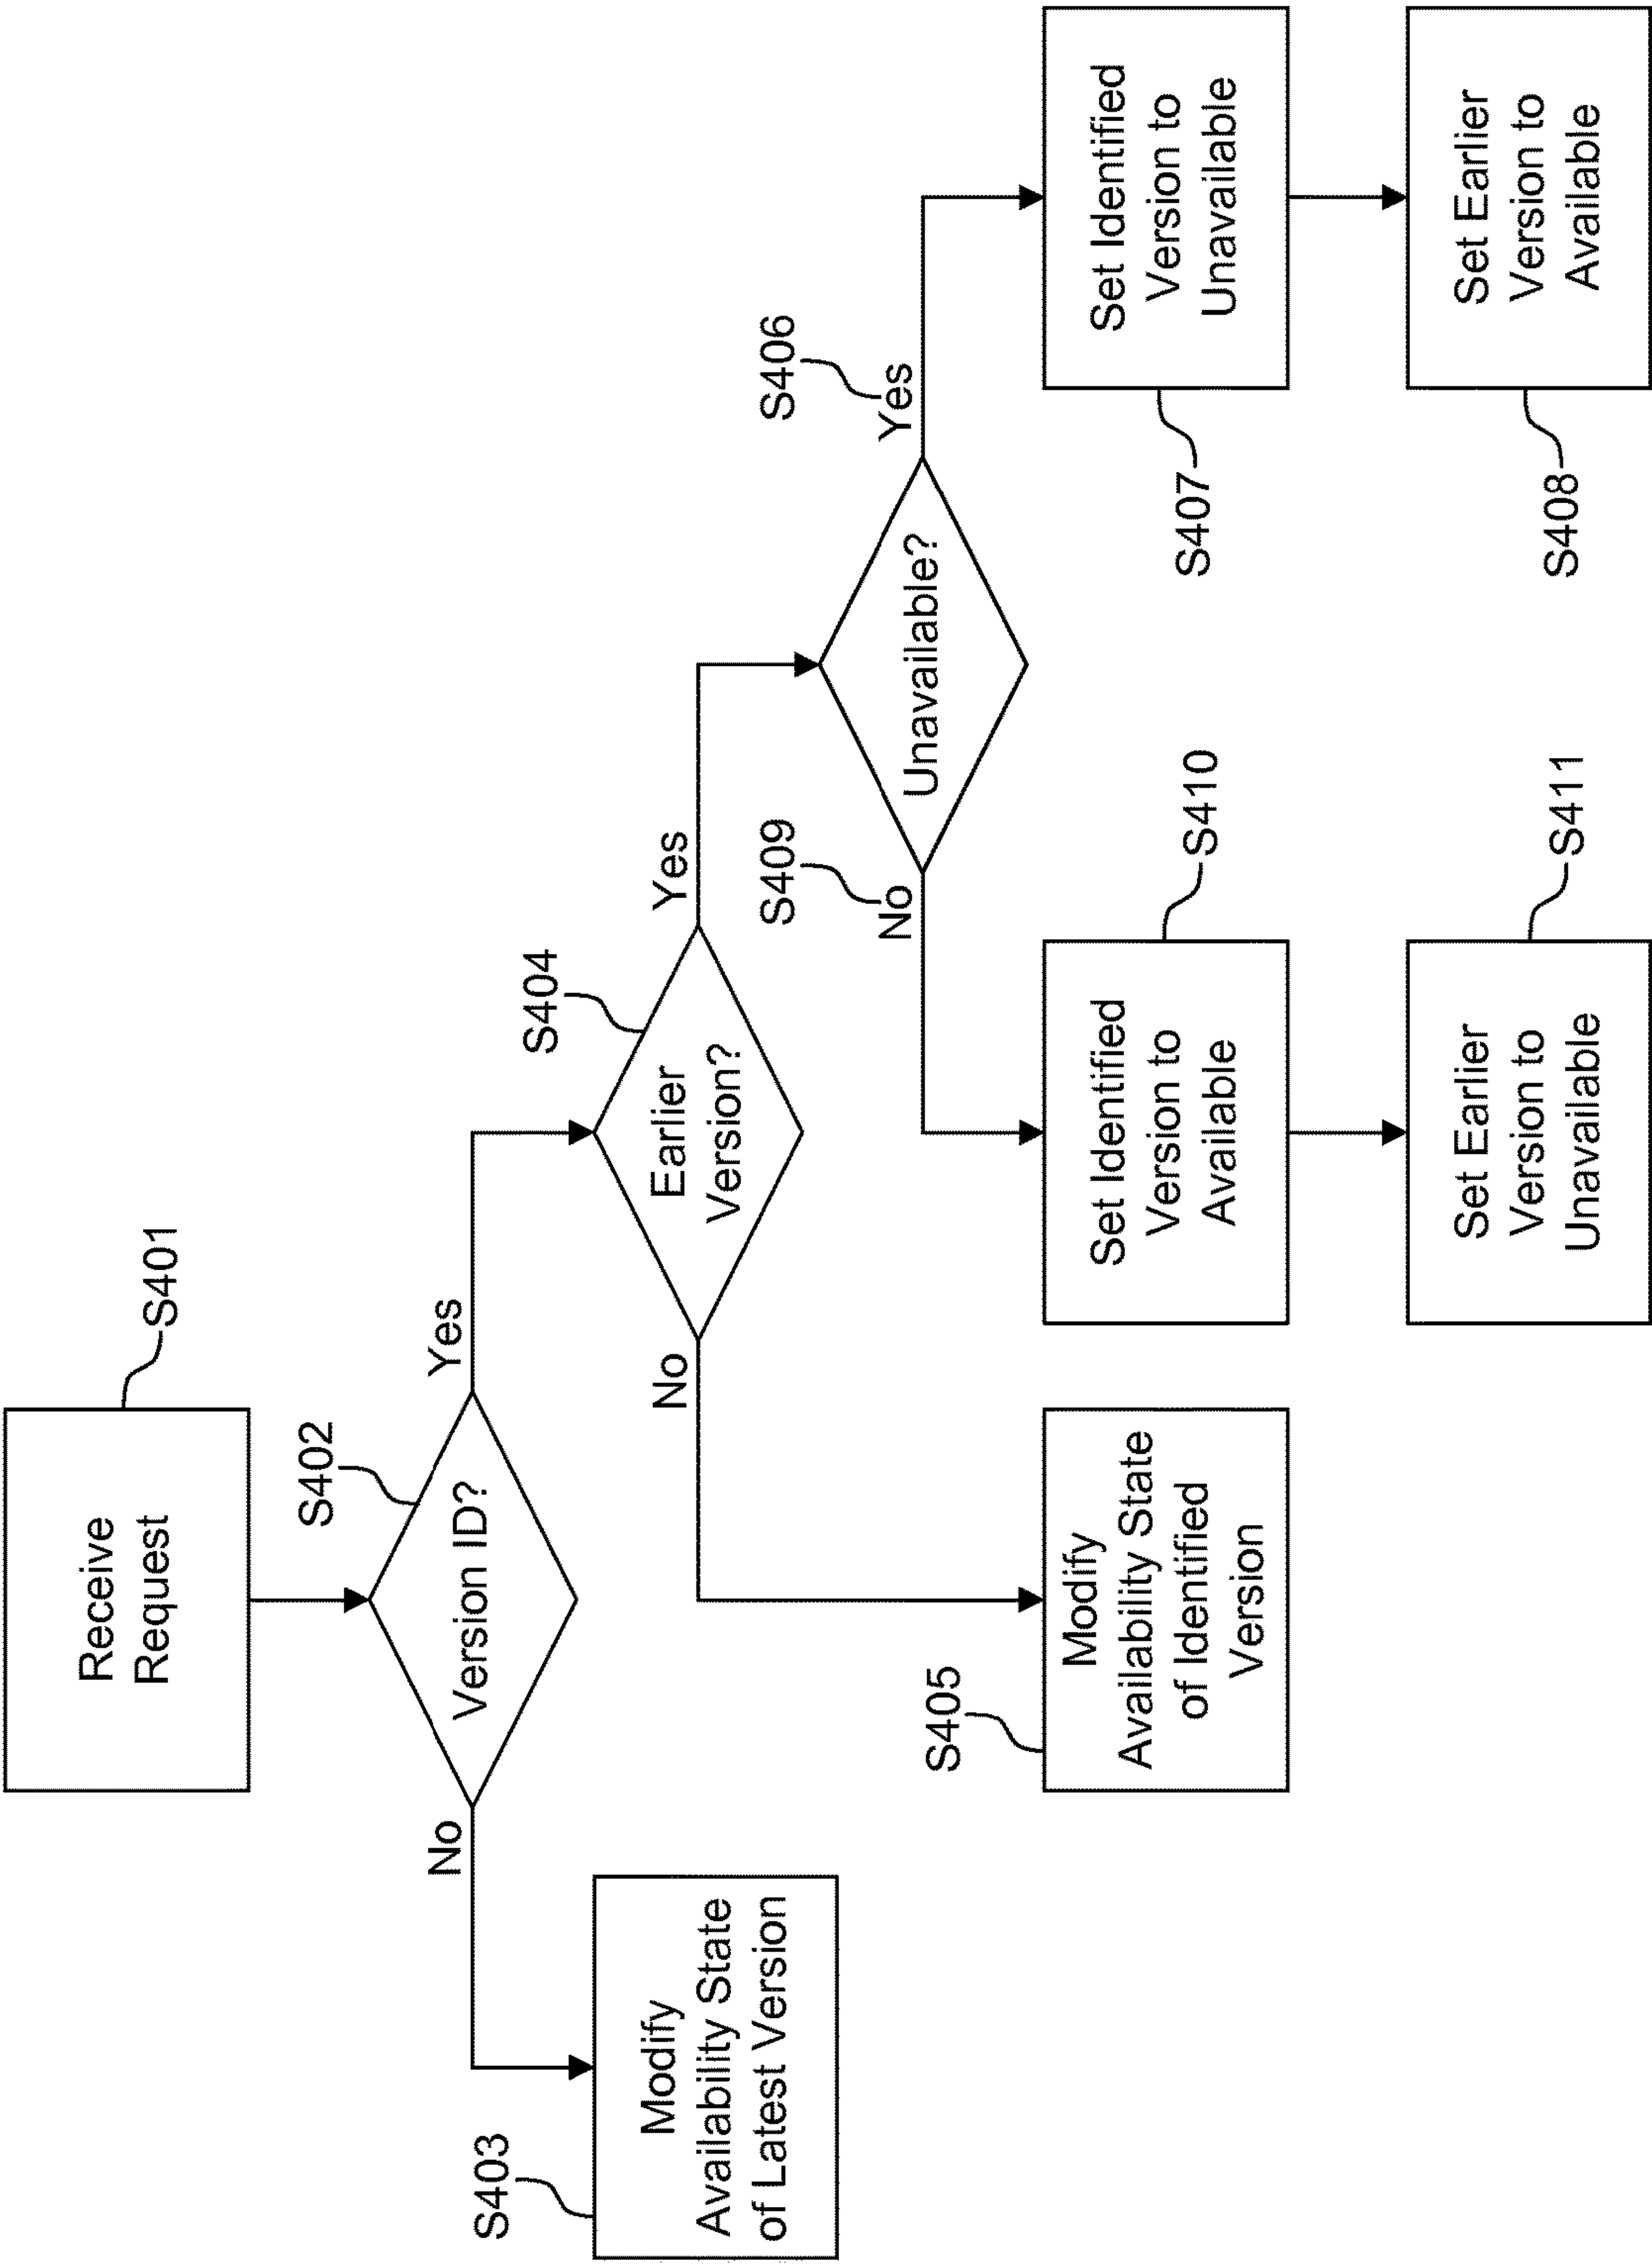 Receive
Request
S401
S402
Version ID?
No
Yes
S403
Modify
Availability State
of Latest Version
S404
Earlier
Version?
No
Yes
S405
Modify
Availability State
of Identified
Version
Unavailable?
S409
No
S406
Yes
S410
Set Identified
Version to
Available
S411
Set Earlier
Version to
Unavailable
S407
Set Identified
Version to
Unavailable
S408
Set Earlier
Version to
Available